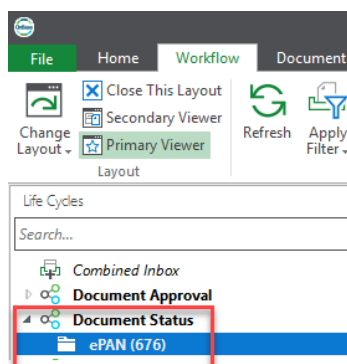 File Home Workflow Document
Close This Layout
Secondary Viewer
Primary Viewer
Change Layout
Refresh
Apply Filter
Layout
Life Cycles
Search...
Combined Inbox
Document Approval
Document Status
ePAN (676)